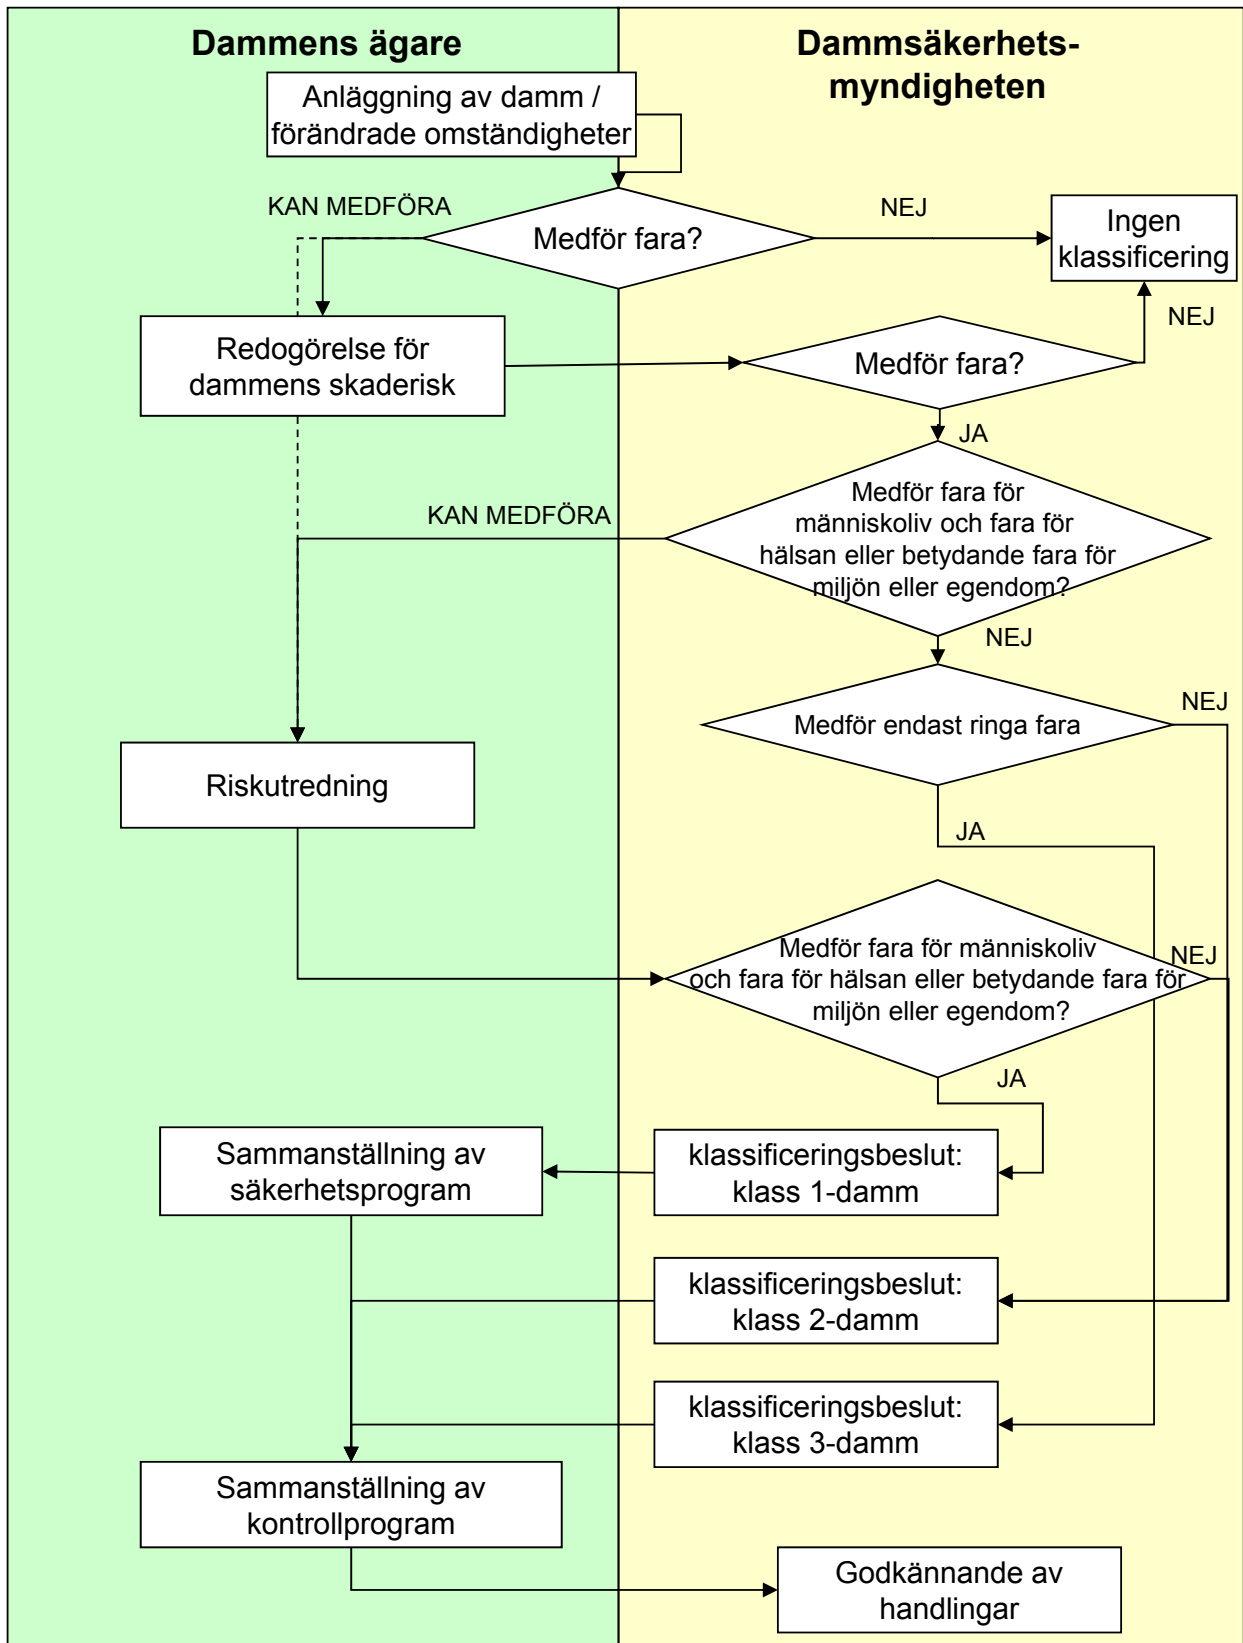 Dammens ägare
Dammsäkerhets-
myndigheten
Anläggning av damm /
förändrade omständigheter
KAN MEDFÖRA
Medför fara?
NEJ
Ingen
klassificering
NEJ
Redogörelse för
dammens skaderisk
Medför fara?
JA
Medför fara för
människoliv och fara för
hälsan eller betydande fara för
miljön eller egendom?
KAN MEDFÖRA
NEJ
Medför endast ringa fara
NEJ
Riskutredning
JA
Medför fara för människoliv
och fara för hälsan eller betydande fara för
miljön eller egendom?
NEJ
JA
Sammanställning av
säkerhetsprogram
klassificeringsbeslut:
klass 1-damm
klassificeringsbeslut:
klass 2-damm
klassificeringsbeslut:
klass 3-damm
Sammanställning av
kontrollprogram
Godkännande av
handlingar